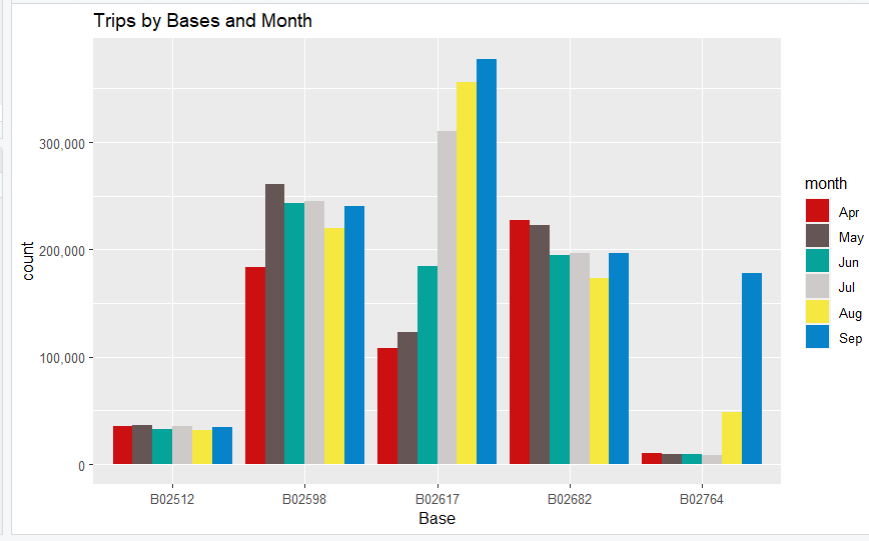 Trips by Bases and Month
300,000
200,000
100,000
0
count
B02512 B02598 B02617 B02682 B02764
Base
month
Apr
May
Jun
Jul
Aug
Sep